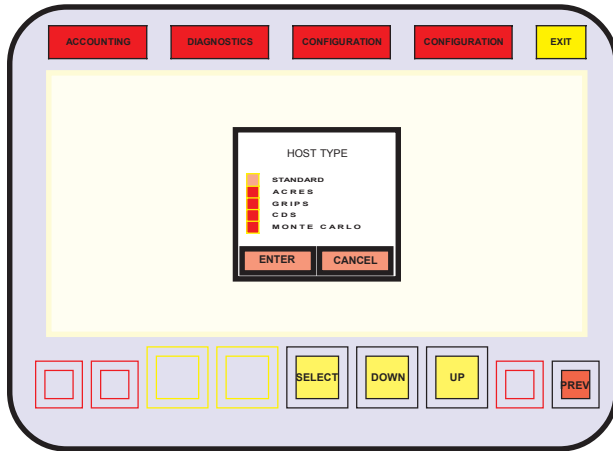 ACCOUNTING DIAGNOSTICS CONFIGURATION CONFIGURATION EXIT
HOST TYPE
STANDARD
ACRES
GRIPS
CDS
MONTE CARLO
ENTER CANCEL
SELECT DOWN UP PREV